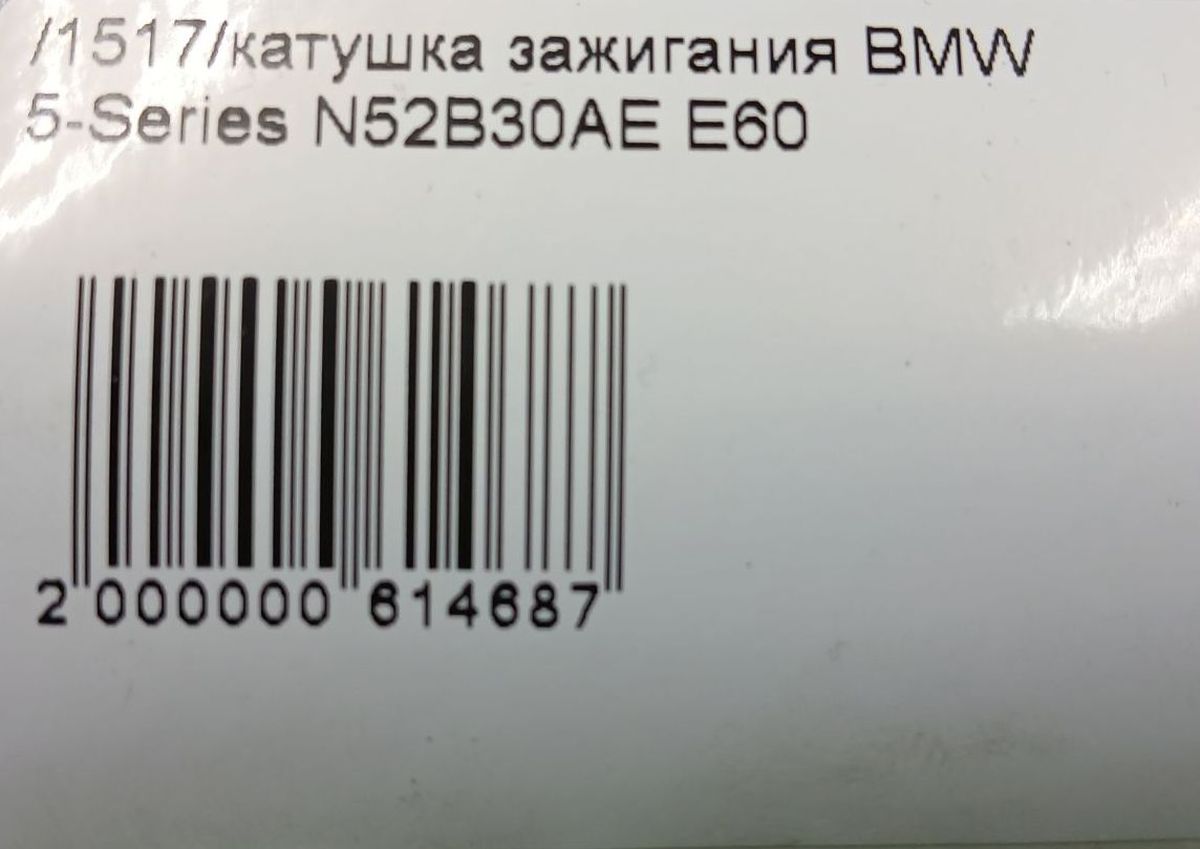 /1517/катушка зажигания BMW
5-Series N52B30AE E60
2 000000 614687